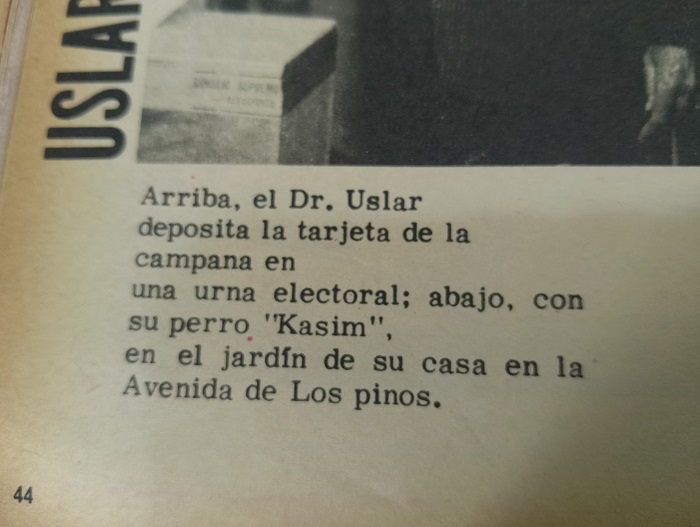 USLAR
Arriba, el Dr. Uslar
deposita la tarjeta de la
campana en
una urna electoral; abajo, con
su perro "Kasim",
en el jardín de su casa en la
Avenida de Los pinos.
44